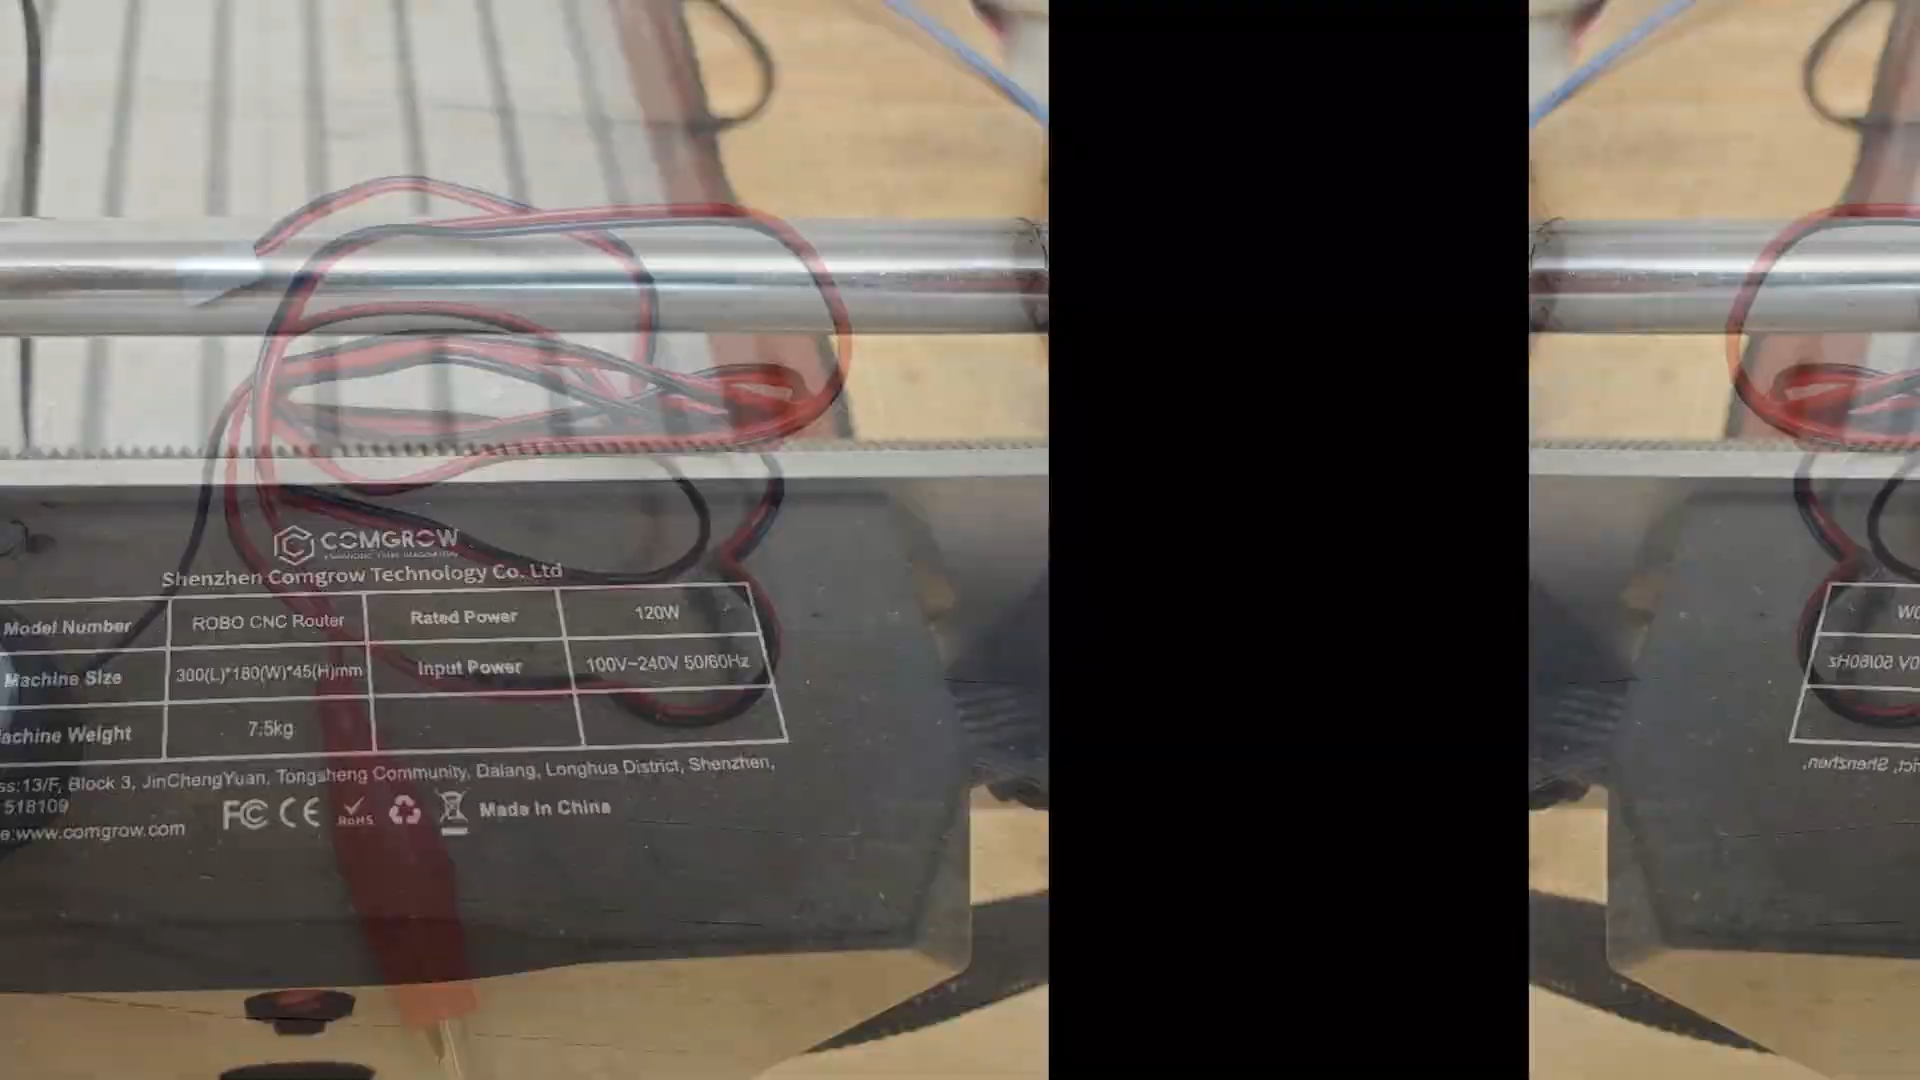 COMGROW
Shenzhen Comgrow Technology Co. Ltd
Model Number ROBO CNC Router Rated Power 120W
Machine Size 300(L)*180(W)*45(H)mm Input Power 100V~240V 50/60Hz
achine Weight 7.5kg
ss:13/F, Block 3, JinChengYuan, Tongsheng Community, Dalang, Longhua District, Shenzhen,
518109
FC CE RoHS Made in China
e:www.comgrow.com